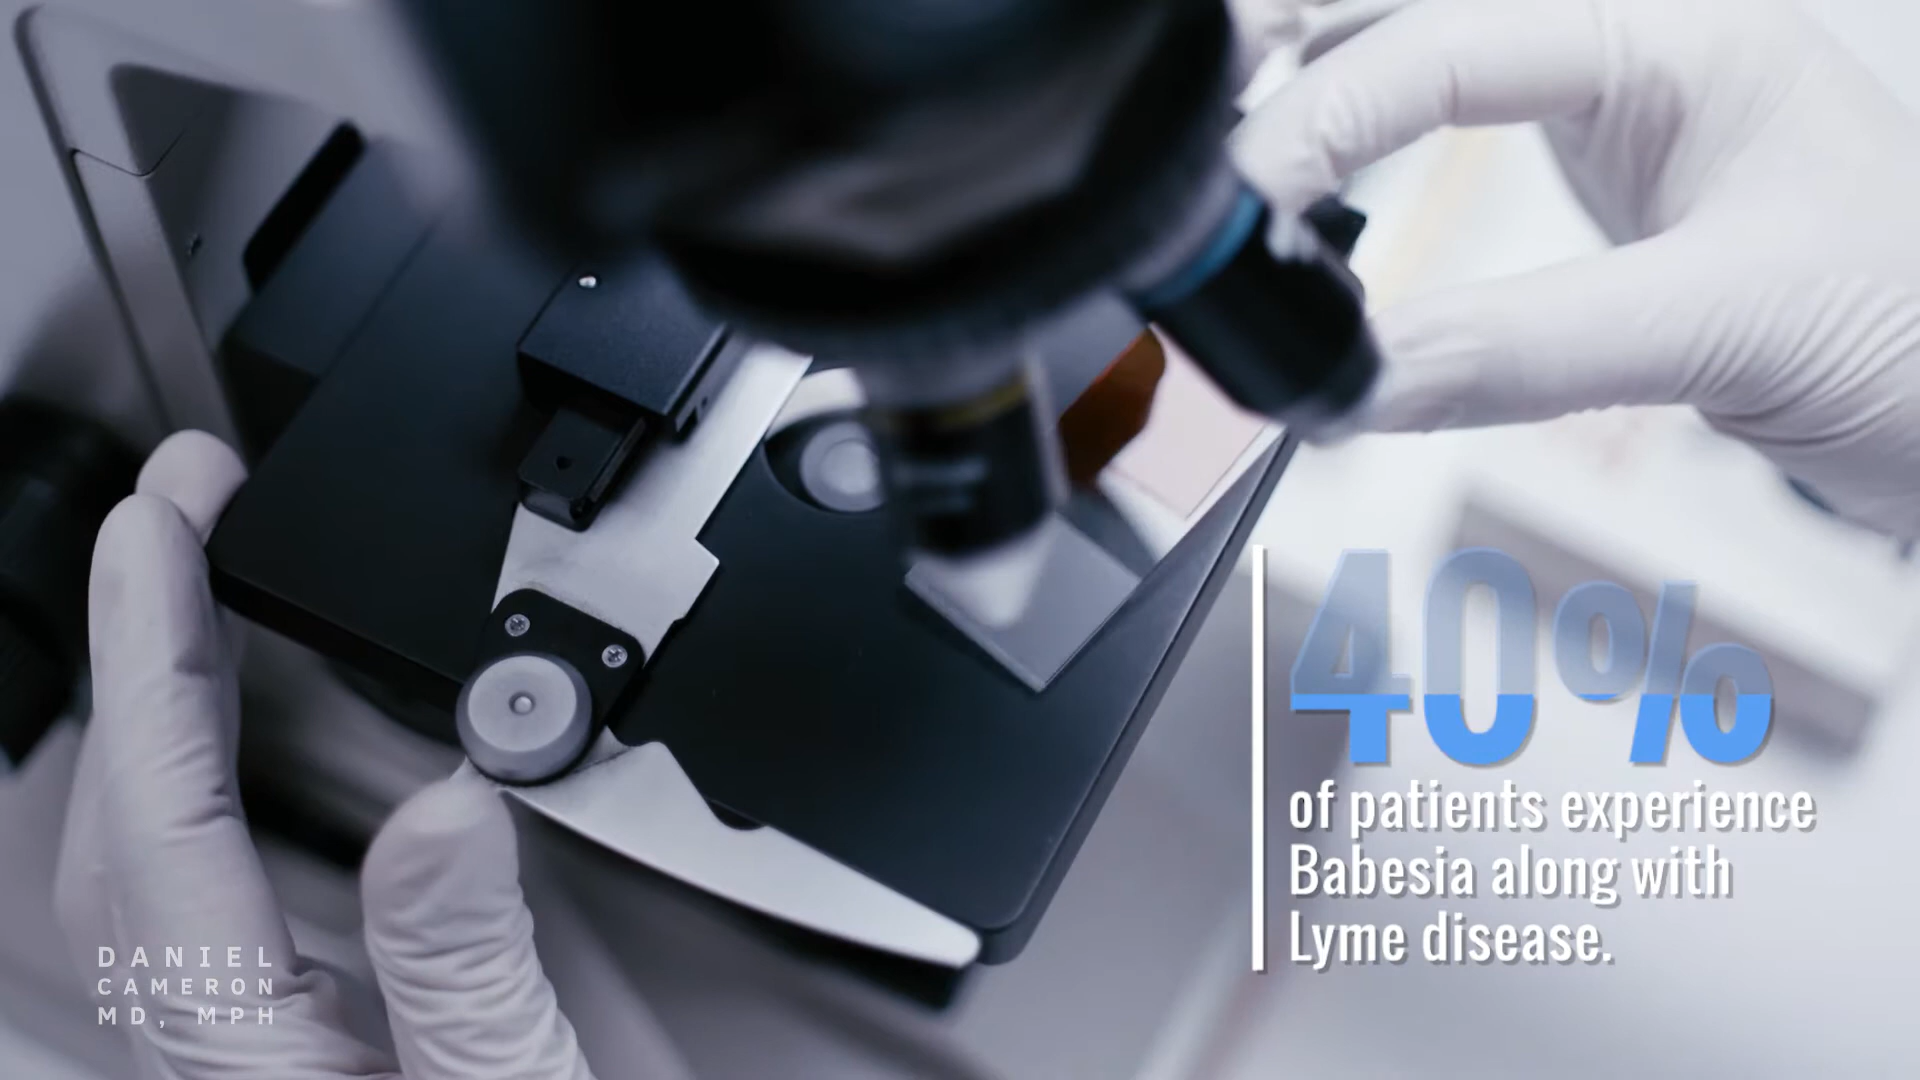 40%
of patients experience
Babesia along with
Lyme disease.
DANIEL
CAMERON
MD, MPH